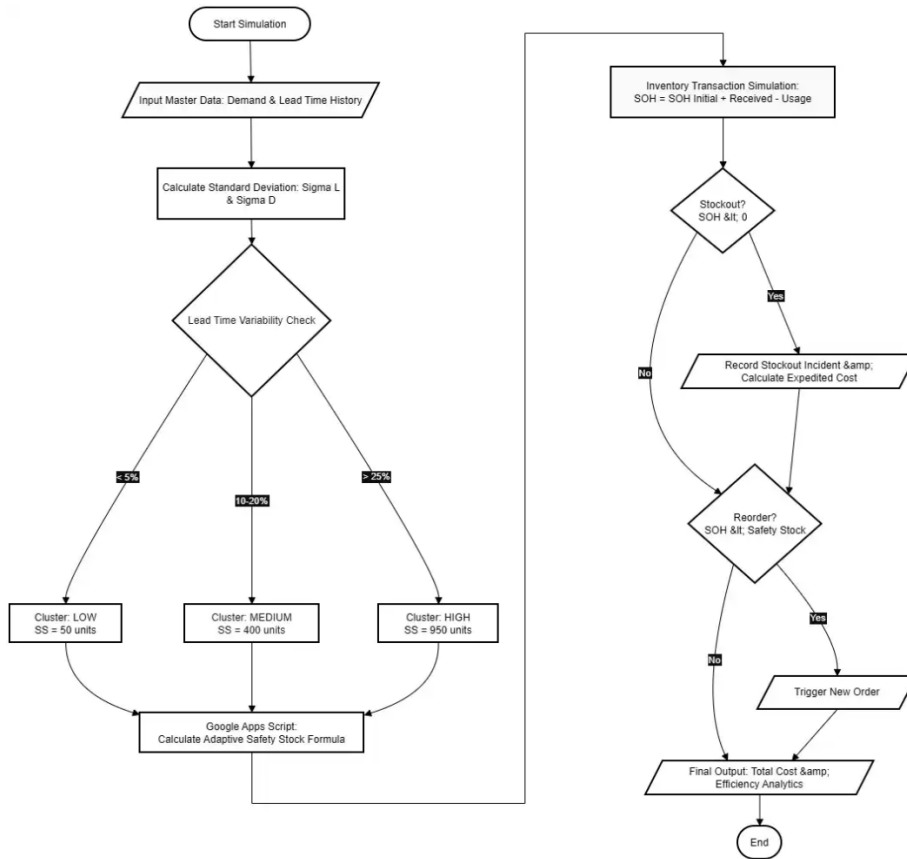 Start Simulation
Input Master Data: Demand & Lead Time History
Calculate Standard Deviation: Sigma L
& Sigma D
Lead Time Variability Check
< 5%
10-20%
> 25%
Cluster: LOW
SS = 50 units
Cluster: MEDIUM
SS = 400 units
Cluster: HIGH
SS = 950 units
Google Apps Script:
Calculate Adaptive Safety Stock Formula
Inventory Transaction Simulation:
SOH = SOH Initial + Received - Usage
Stockout?
SOH &lt; 0
Yes
No
Record Stockout Incident &amp;
Calculate Expedited Cost
Reorder?
SOH &lt; Safety Stock
Yes
No
Trigger New Order
Final Output: Total Cost &amp;
Efficiency Analytics
End